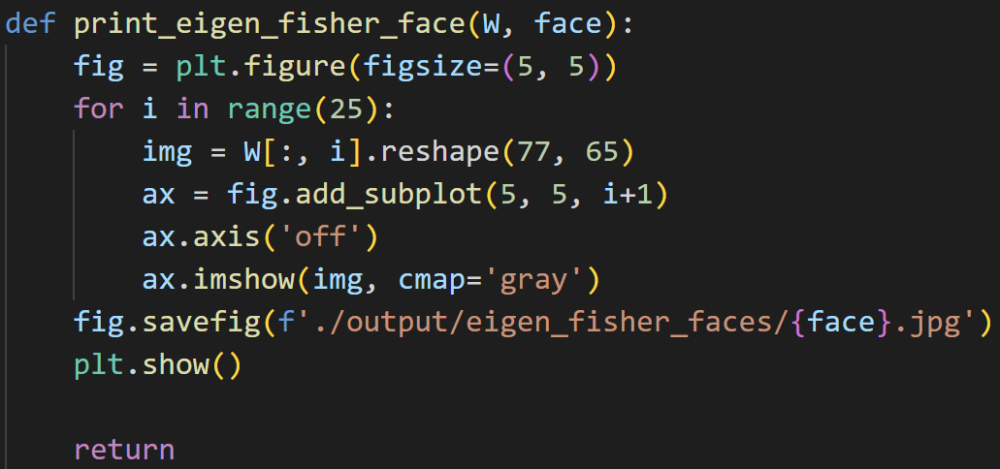 def print_eigen_fisher_face(W, face):
    fig = plt.figure(figsize=(5, 5))
    for i in range(25):
        img = W[:, i].reshape(77, 65)
        ax = fig.add_subplot(5, 5, i+1)
        ax.axis('off')
        ax.imshow(img, cmap='gray')
    fig.savefig(f'./output/eigen_fisher_faces/{face}.jpg')
    plt.show()

    return